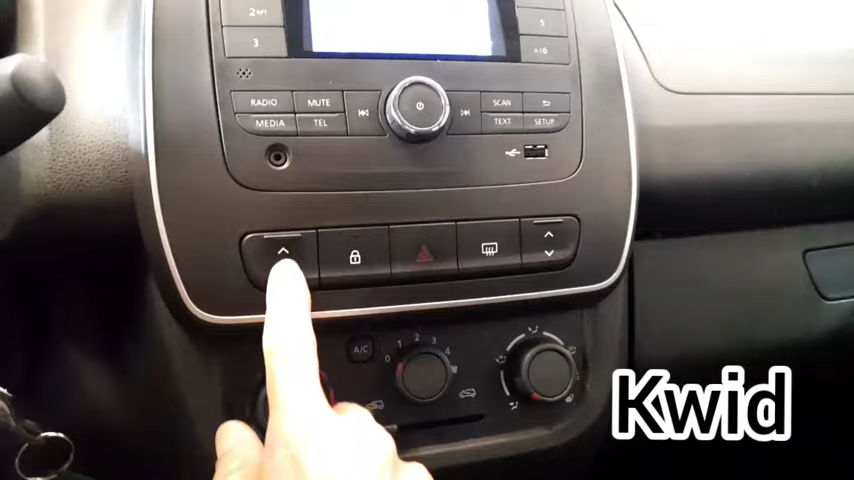 2
3
5
A/6
RADIO MUTE SCAN
MEDIA TEL TEXT SETUP
A/C 0 1 2 3 4
Kwid